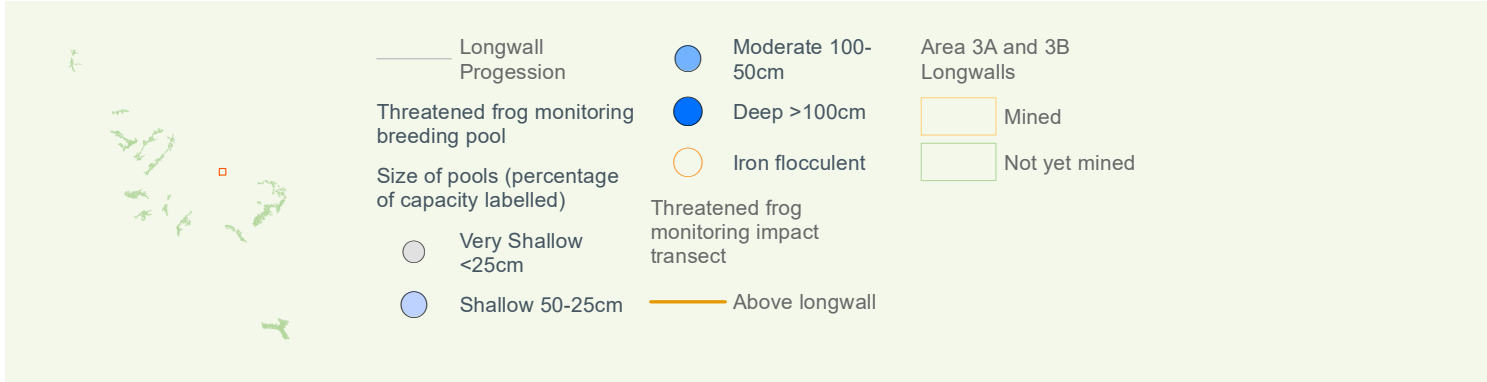 Longwall
Progession
Threatened frog monitoring
breeding pool
Size of pools (percentage
of capacity labelled)
Very Shallow
<25cm
Shallow 50-25cm
Moderate 100-
50cm
Deep >100cm
Iron flocculent
Threatened frog
monitoring impact
transect
Above longwall
Area 3A and 3B
Longwalls
Mined
Not yet mined